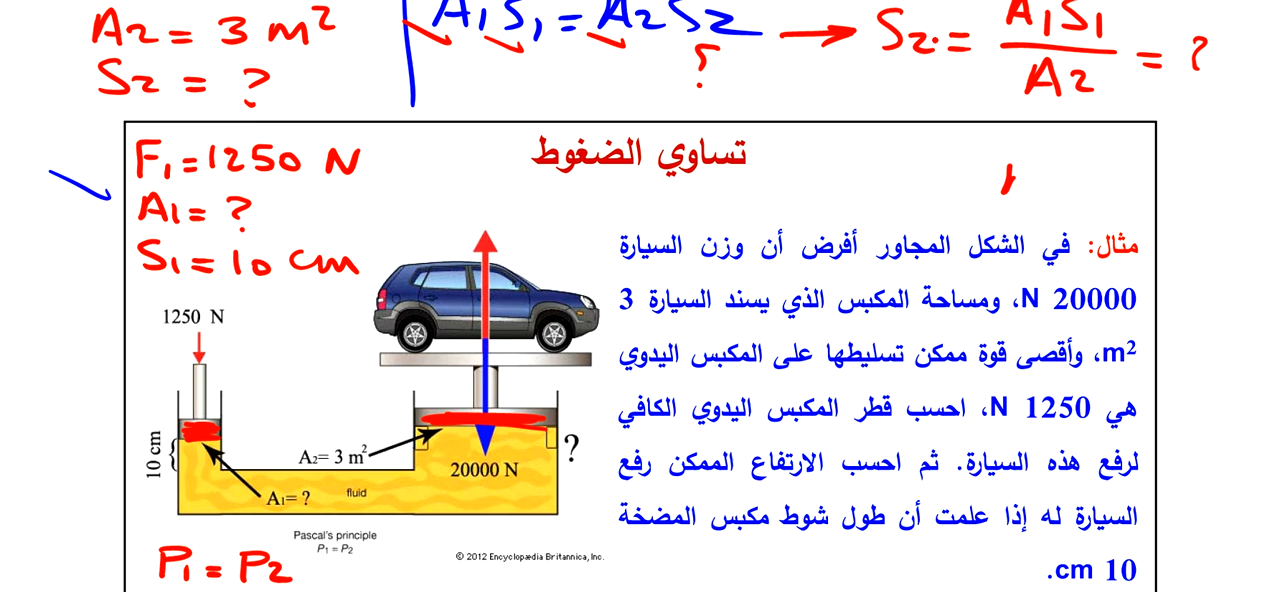 A2 = 3 m²
S2 = ?
A1 S1 = A2 S2 → S2 = A1 S1 / A2 = ?
?
تساوي الضغوط
F1 = 1250 N
A1 = ?
S1 = 10 cm
مثال: في الشكل المجاور أفرض أن وزن السيارة
20000 N، ومساحة المكبس الذي يسند السيارة 3
m²، وأقصى قوة ممكن تسليطها على المكبس اليدوي
هي 1250 N، احسب قطر المكبس اليدوي الكافي
لرفع هذه السيارة. ثم احسب الارتفاع الممكن رفع
السيارة له إذا علمت أن طول شوط مكبس المضخة
10 cm.
1250 N
10 cm
A2= 3 m²
?
20000 N
A1= ?
fluid
Pascal's principle
P1 = P2
© 2012 Encyclopædia Britannica, Inc.
P1 = P2